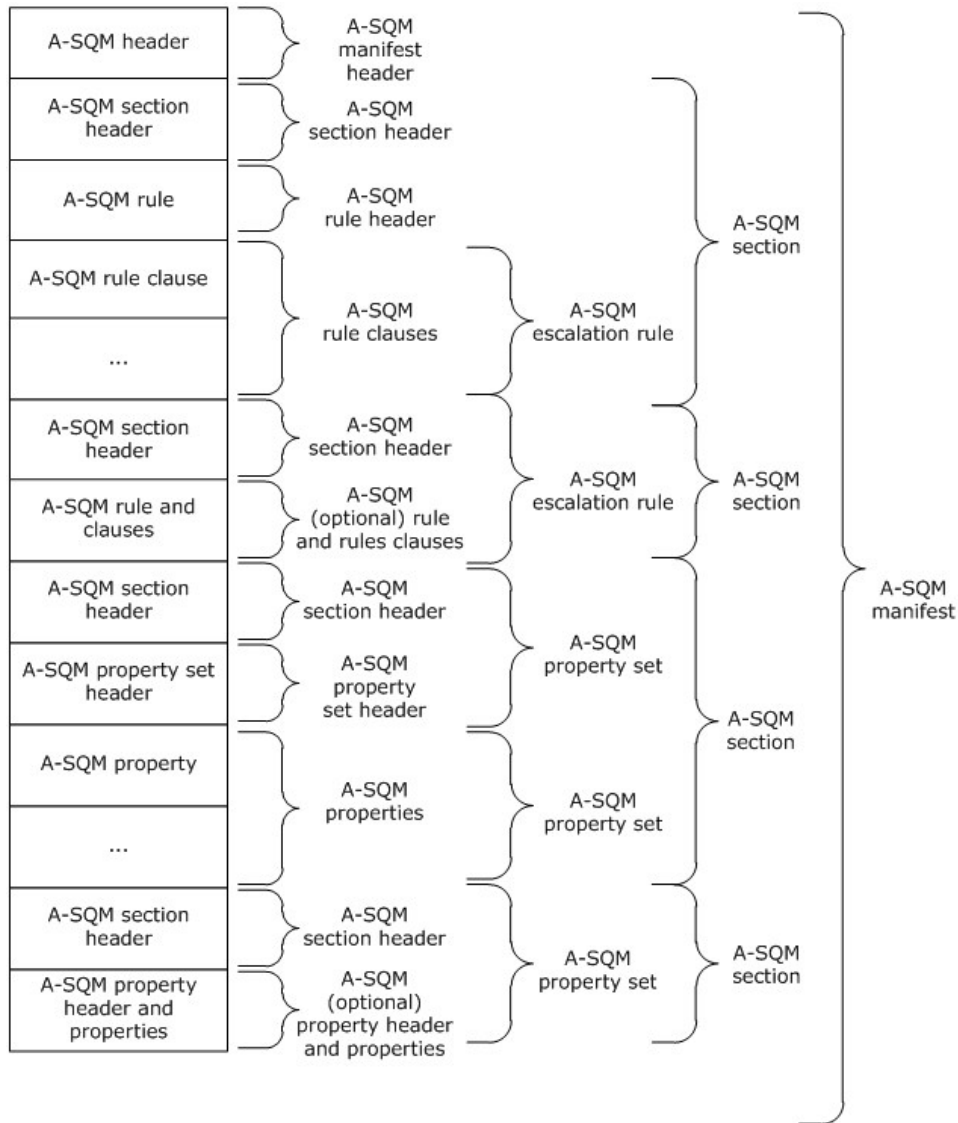 A-SQM header
A-SQM section
header
A-SQM rule
A-SQM rule clause
...
A-SQM section
header
A-SQM rule and
clauses
A-SQM section
header
A-SQM property set
header
A-SQM property
...
A-SQM section
header
A-SQM property
header and
properties
A-SQM
manifest
header
A-SQM
section header
A-SQM
rule header
A-SQM
rule clauses
A-SQM
section header
A-SQM
(optional) rule
and rules clauses
A-SQM
section header
A-SQM
property
set header
A-SQM
properties
A-SQM
section header
A-SQM
(optional)
property header
and properties
A-SQM
escalation rule
A-SQM
escalation rule
A-SQM
property set
A-SQM
property set
A-SQM
property set
A-SQM
section
A-SQM
section
A-SQM
section
A-SQM
section
A-SQM
manifest